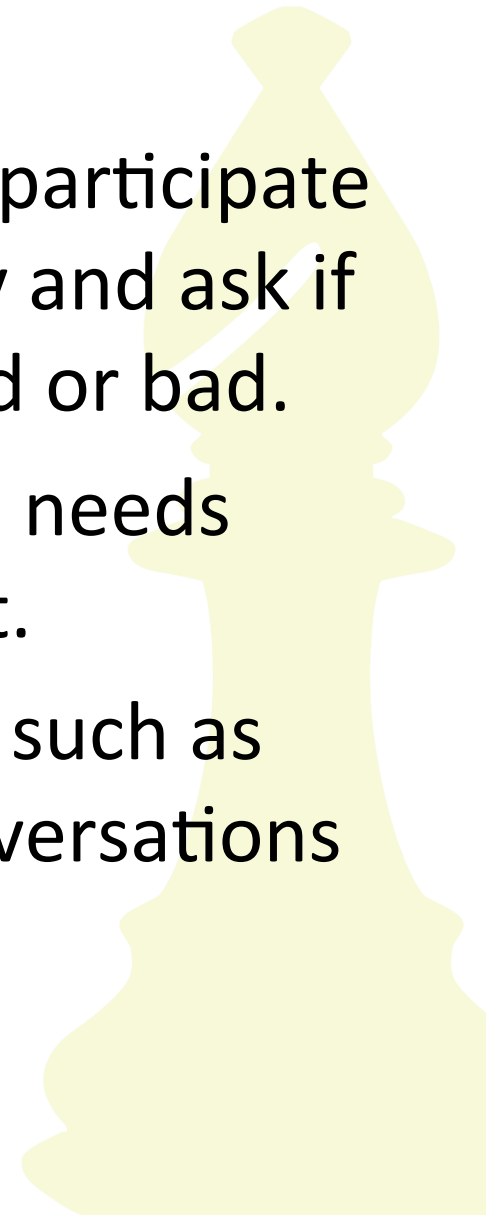 participate
and ask if
or bad.
needs
such as
versations